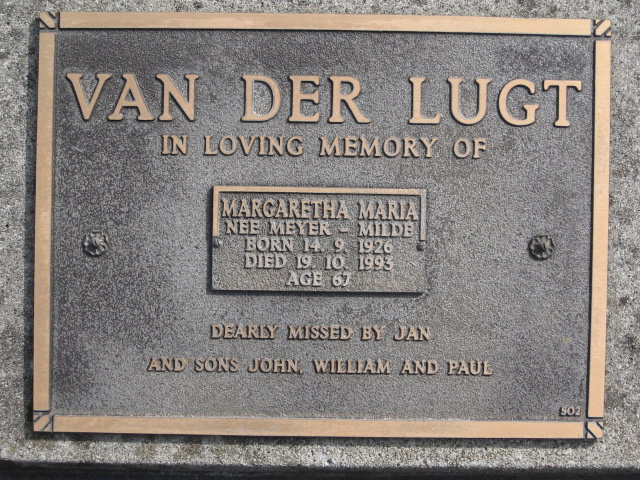 VAN DER LUGT
IN LOVING MEMORY OF
MARGARETHA MARIA
NEE MEYER - MILDE
BORN 14. 9. 1926
DIED 19. 10. 1993
AGE 67
DEARLY MISSED BY JAN
AND SONS JOHN, WILLIAM AND PAUL
502